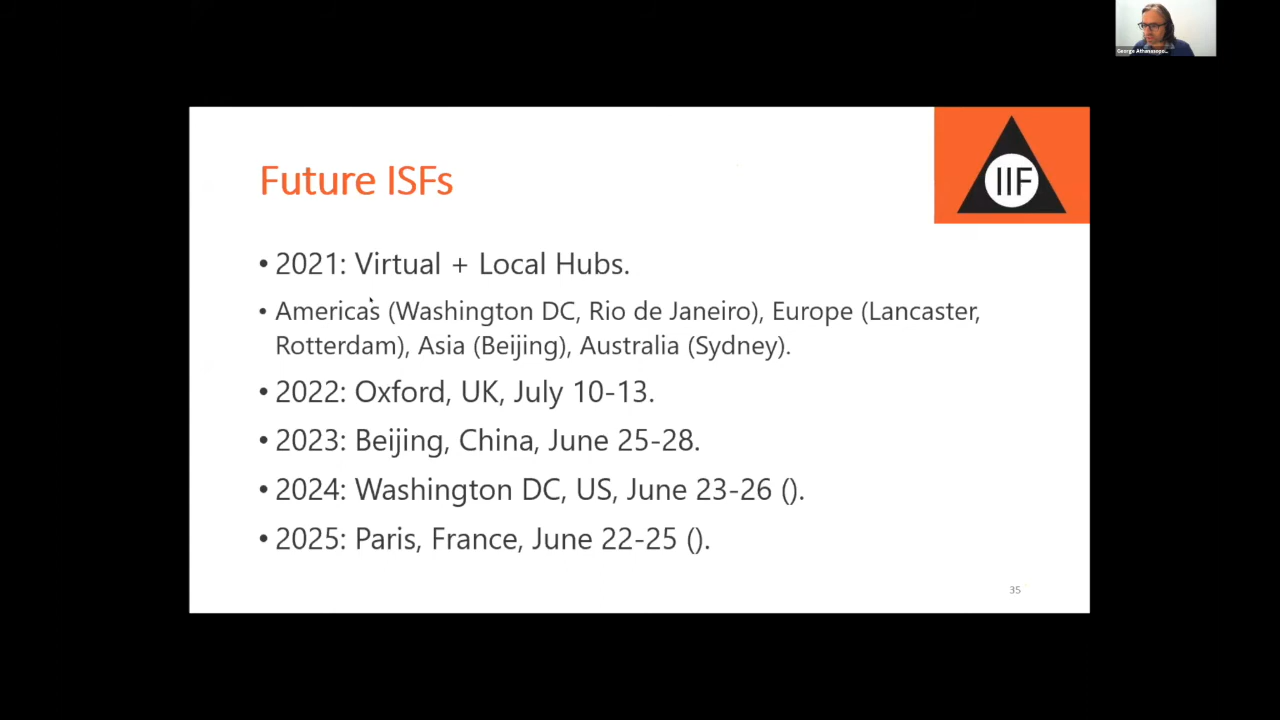 George Athanasopo...
Future ISFs
IIF
• 2021: Virtual + Local Hubs.
• Americas (Washington DC, Rio de Janeiro), Europe (Lancaster,
Rotterdam), Asia (Beijing), Australia (Sydney).
• 2022: Oxford, UK, July 10-13.
• 2023: Beijing, China, June 25-28.
• 2024: Washington DC, US, June 23-26 ().
• 2025: Paris, France, June 22-25 ().
35